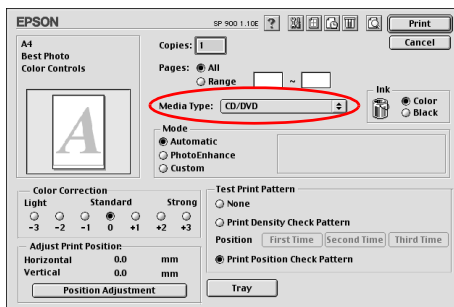 EPSON
SP 900 1.10E ? Print
A4
Best Photo
Color Controls
Copies: 1
Cancel
Pages: All
Range ~
Media Type: CD/DVD
Ink
Color
Black
A
Mode
Automatic
PhotoEnhance
Custom
Color Correction
Light Standard Strong
-3 -2 -1 0 +1 +2 +3
Adjust Print Position:
Horizontal 0.0 mm
Vertical 0.0 mm
Position Adjustment
Test Print Pattern
None
Print Density Check Pattern
Position First Time Second Time Third Time
Print Position Check Pattern
Tray